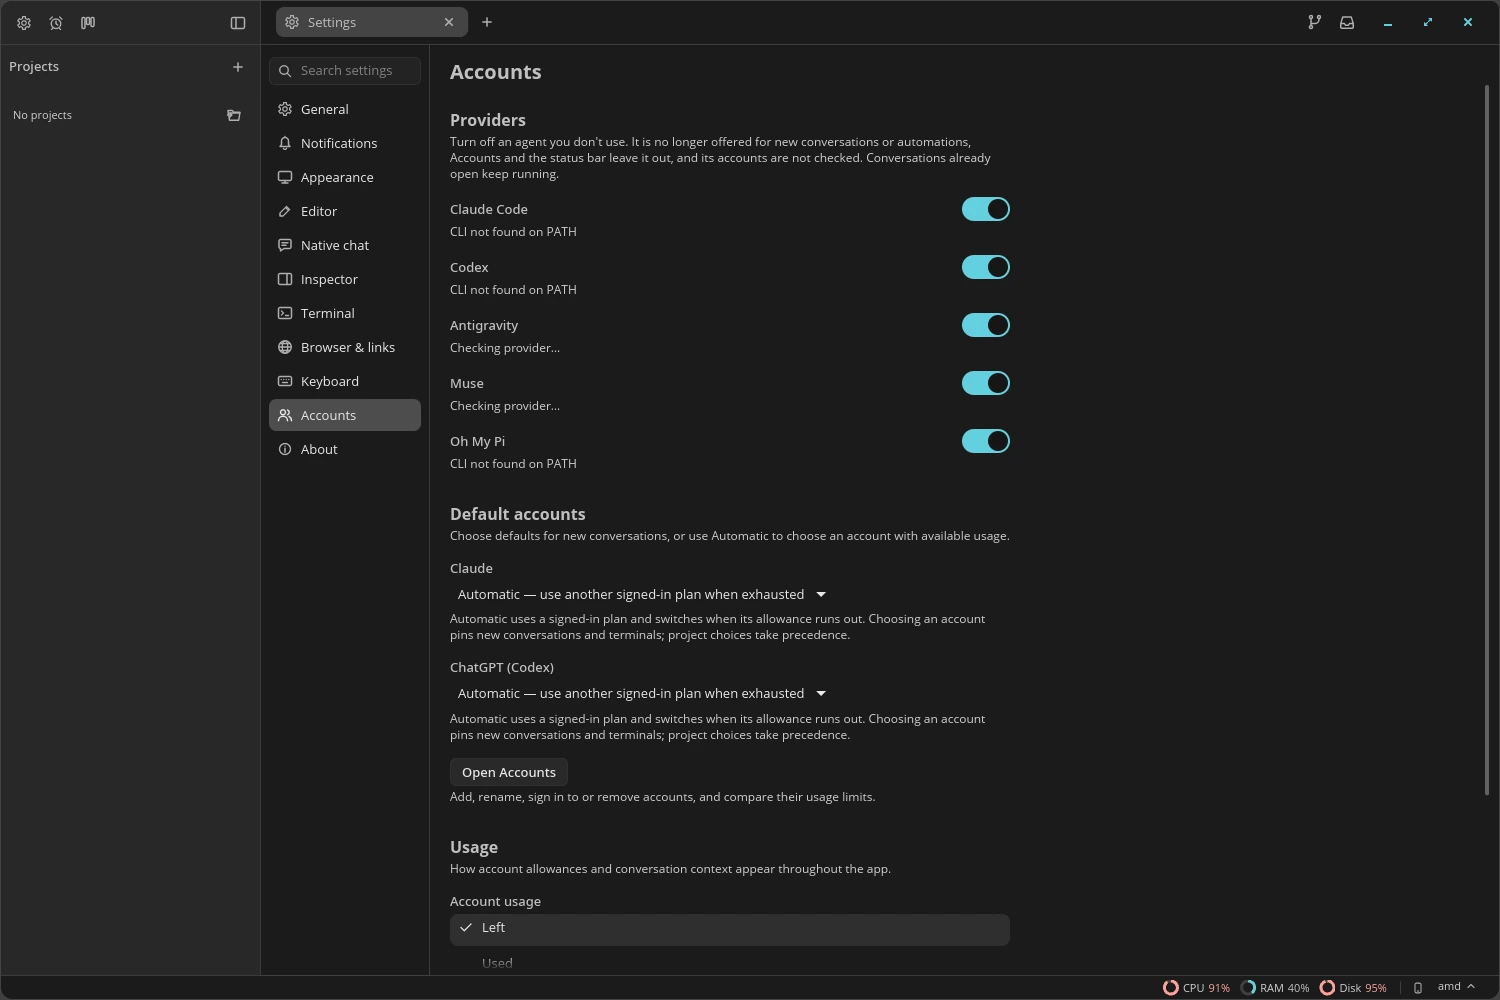 Settings
Projects
No projects
Search settings
General
Notifications
Appearance
Editor
Native chat
Inspector
Terminal
Browser & links
Keyboard
Accounts
About
Accounts
Providers
Turn off an agent you don't use. It is no longer offered for new conversations or automations,
Accounts and the status bar leave it out, and its accounts are not checked. Conversations already
open keep running.
Claude Code
CLI not found on PATH
Codex
CLI not found on PATH
Antigravity
Checking provider...
Muse
Checking provider...
Oh My Pi
CLI not found on PATH
Default accounts
Choose defaults for new conversations, or use Automatic to choose an account with available usage.
Claude
Automatic — use another signed-in plan when exhausted
Automatic uses a signed-in plan and switches when its allowance runs out. Choosing an account
pins new conversations and terminals; project choices take precedence.
ChatGPT (Codex)
Automatic — use another signed-in plan when exhausted
Automatic uses a signed-in plan and switches when its allowance runs out. Choosing an account
pins new conversations and terminals; project choices take precedence.
Open Accounts
Add, rename, sign in to or remove accounts, and compare their usage limits.
Usage
How account allowances and conversation context appear throughout the app.
Account usage
Left
Used
CPU 91% RAM 40% Disk 95% amd